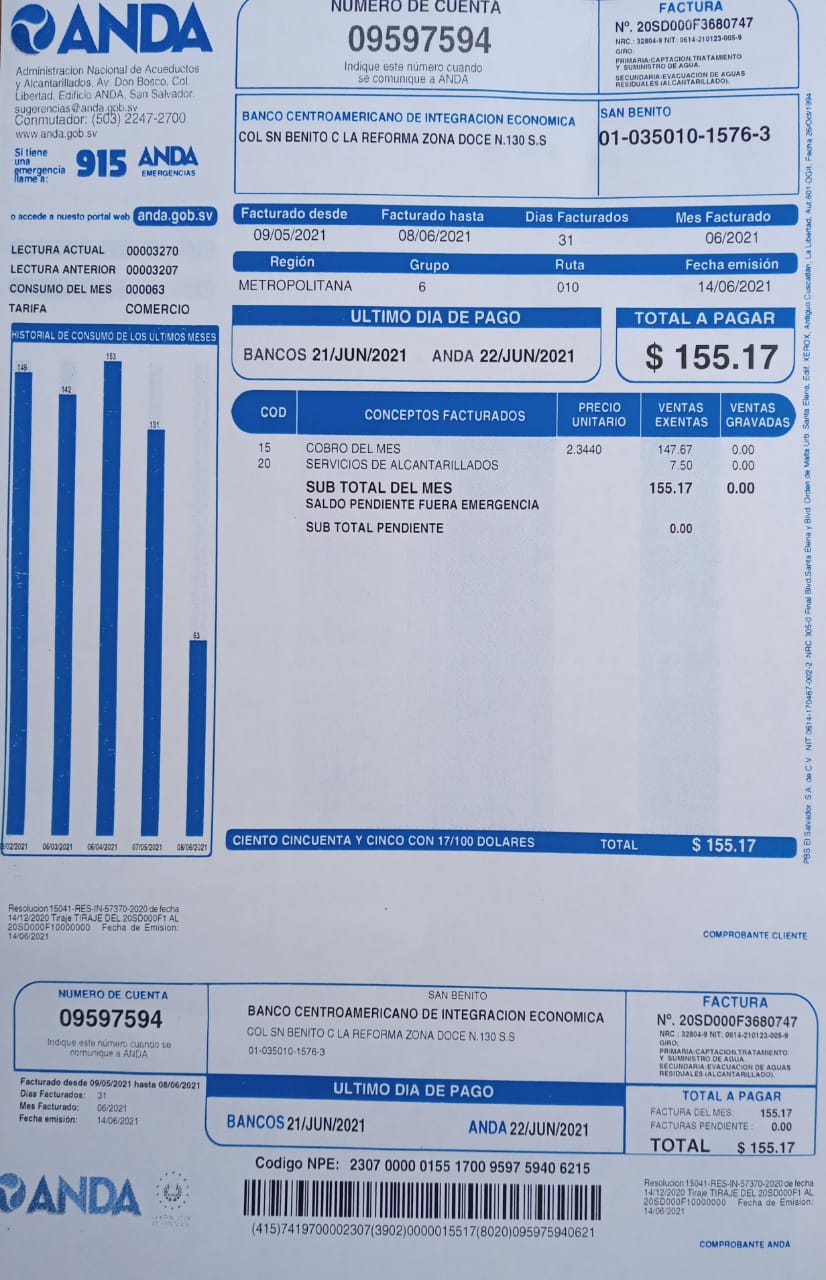 ANDA
Administracion Nacional de Acueductos
y Alcantarillados, Av. Don Bosco, Col.
Libertad, Edificio ANDA, San Salvador.
sugerencias@anda.gob.sv
Conmutador: (503) 2247-2700
www.anda.gob.sv
Si tiene
una
emergencia
llame a:
915
ANDA
EMERGENCIAS
o accede a nuesto portal web anda.gob.sv
NUMERO DE CUENTA
09597594
Indique este número cuando
se comunique a ANDA
FACTURA
Nº. 20SD000F3680747
NRC.: 32804-9 NIT: 0614-210123-005-9
GIRO:
PRIMARIA:CAPTACION,TRATAMIENTO
Y SUMINISTRO DE AGUA.
SECUNDARIA:EVACUACION DE AGUAS
RESIDUALES (ALCANTARILLADO).
BANCO CENTROAMERICANO DE INTEGRACION ECONOMICA
COL SN BENITO C LA REFORMA ZONA DOCE N.130 S.S
SAN BENITO
01-035010-1576-3
Facturado desde Facturado hasta Dias Facturados Mes Facturado
09/05/2021 08/06/2021 31 06/2021
Región Grupo Ruta Fecha emisión
METROPOLITANA 6 010 14/06/2021
LECTURA ACTUAL 00003270
LECTURA ANTERIOR 00003207
CONSUMO DEL MES 000063
TARIFA COMERCIO
ULTIMO DIA DE PAGO
BANCOS 21/JUN/2021 ANDA 22/JUN/2021
TOTAL A PAGAR
$ 155.17
HISTORIAL DE CONSUMO DE LOS ULTIMOS MESES
149 142 153 131 63
/02/2021 06/03/2021 06/04/2021 07/05/2021 08/06/2021
COD CONCEPTOS FACTURADOS PRECIO UNITARIO VENTAS EXENTAS VENTAS GRAVADAS
15 COBRO DEL MES 2.3440 147.67 0.00
20 SERVICIOS DE ALCANTARILLADOS 7.50 0.00
SUB TOTAL DEL MES 155.17 0.00
SALDO PENDIENTE FUERA EMERGENCIA
SUB TOTAL PENDIENTE 0.00
CIENTO CINCUENTA Y CINCO CON 17/100 DOLARES TOTAL $ 155.17
PBS El Salvador. S.A. de C.V. NIT 0614-170467-002-2 NRC 305-0 Final Blvd.Santa Elena y Blvd. Orden de Malta Urb. Santa Elena, Edif. XEROX, Antiguo Cuscatlán, La Libertad, Aut.601-DGII, Fecha 26/Oct/1994
Resolucion 15041-RES-IN-57370-2020 de fecha
14/12/2020 Tiraje TIRAJE DEL 20SD000F1 AL
20SD000F10000000 Fecha de Emision:
14/06/2021
COMPROBANTE CLIENTE
NUMERO DE CUENTA
09597594
Indique este número cuando se
comunique a ANDA
SAN BENITO
BANCO CENTROAMERICANO DE INTEGRACION ECONOMICA
COL SN BENITO C LA REFORMA ZONA DOCE N.130 S.S
01-035010-1576-3
FACTURA
Nº. 20SD000F3680747
NRC.: 32804-9 NIT: 0614-210123-005-9
GIRO:
PRIMARIA:CAPTACION,TRATAMIENTO
Y SUMINISTRO DE AGUA.
SECUNDARIA:EVACUACION DE AGUAS
RESIDUALES (ALCANTARILLADO).
Facturado desde 09/05/2021 hasta 08/06/2021
Dias Facturados: 31
Mes Facturado: 06/2021
Fecha emisión: 14/06/2021
ULTIMO DIA DE PAGO
BANCOS 21/JUN/2021 ANDA 22/JUN/2021
TOTAL A PAGAR
FACTURA DEL MES: 155.17
FACTURAS PENDIENTE : 0.00
TOTAL $ 155.17
Codigo NPE: 2307 0000 0155 1700 9597 5940 6215
(415)7419700002307(3902)0000015517(8020)095975940621
ANDA
Resolucion 15041-RES-IN-57370-2020 de fecha
14/12/2020 Tiraje TIRAJE DEL 20SD000F1 AL
20SD000F10000000 Fecha de Emision:
14/06/2021
COMPROBANTE ANDA